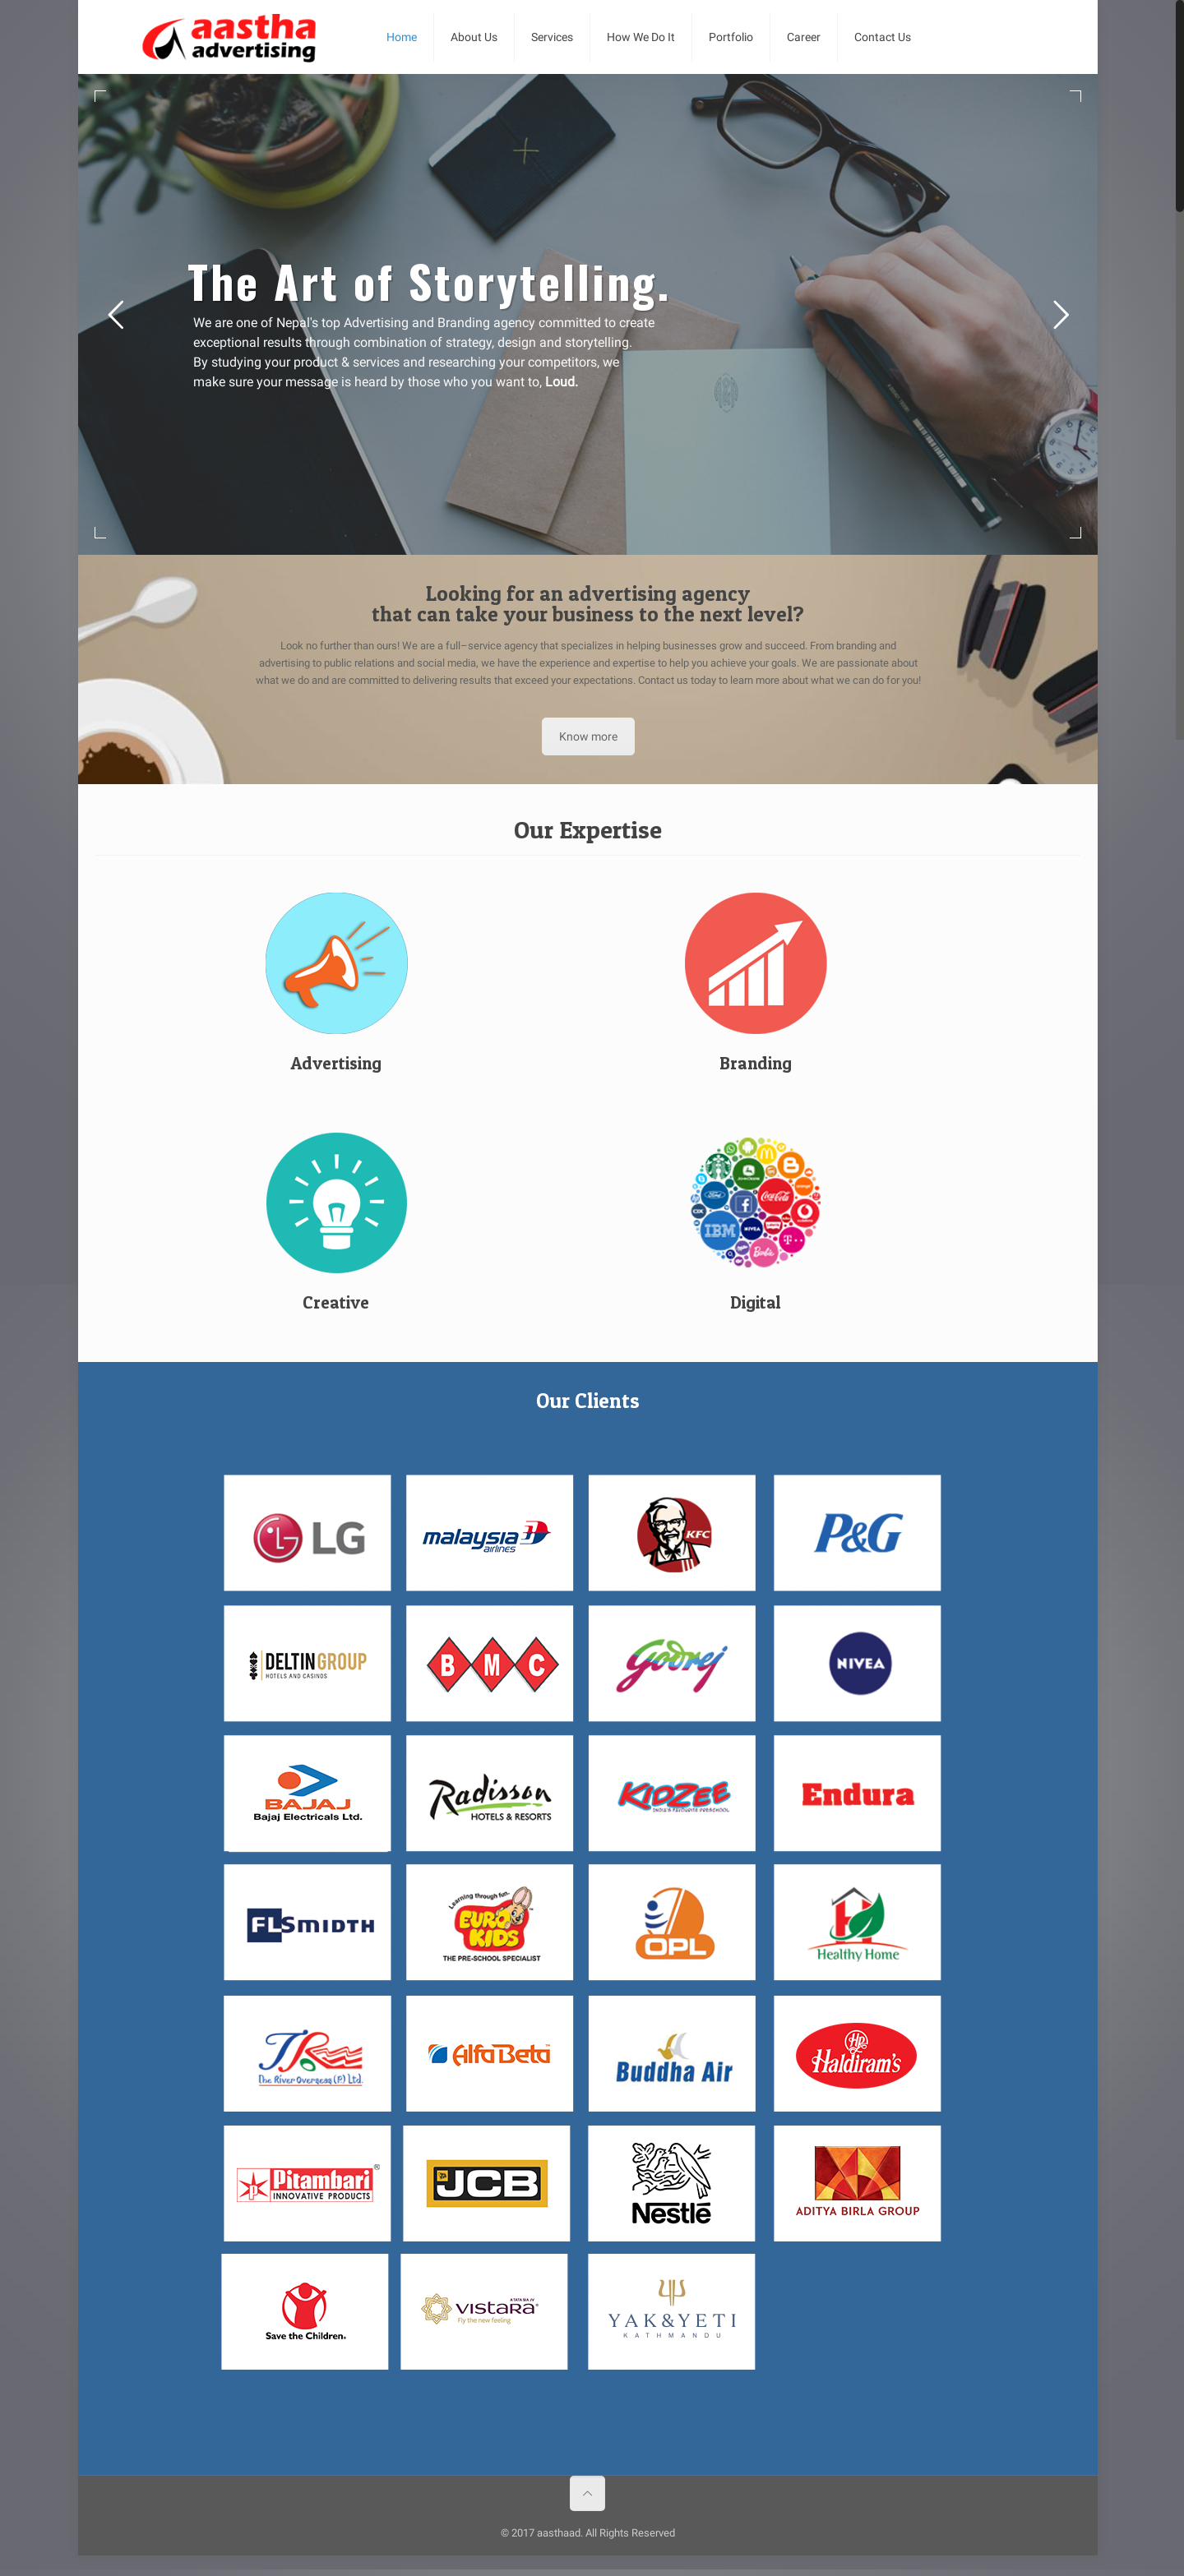 aastha
advertising
Home
About Us
Services
How We Do It
Portfolio
Career
Contact Us
The Art of Storytelling.
We are one of Nepal's top Advertising and Branding agency committed to create
exceptional results through combination of strategy, design and storytelling.
By studying your product & services and researching your competitors, we
make sure your message is heard by those who you want to, Loud.
Looking for an advertising agency
that can take your business to the next level?
Look no further than ours! We are a full–service agency that specializes in helping businesses grow and succeed. From branding and
advertising to public relations and social media, we have the experience and expertise to help you achieve your goals. We are passionate about
what we do and are committed to delivering results that exceed your expectations. Contact us today to learn more about what we can do for you!
Know more
Our Expertise
Advertising
Branding
IBM
NIVEA
Ford
Coca-Cola
Barbie
Creative
Digital
Our Clients
LG
malaysia
airlines
KFC
P&G
DELTINGROUP
HOTELS AND CASINOS
BMC
Godrej
NIVEA
BAJAJ
Bajaj Electricals Ltd.
Radisson
HOTELS & RESORTS
KIDZEE
INDIA'S FAVOURITE PRESCHOOL
Endura
FLSMIDTH
Learning through fun.
EURO
KIDS
THE PRE-SCHOOL SPECIALIST
OPL
Healthy Home
The River Overseas (P.) Ltd.
AlfaBeta
Buddha Air
HR
Haldiram's
Pitambari
INNOVATIVE PRODUCTS
JCB
Nestlé
ADITYA BIRLA GROUP
Save the Children®
A TATA SIA JV
VISTARA
Fly the new feeling
YAK&YETI
KATHMANDU
© 2017 aasthaad. All Rights Reserved